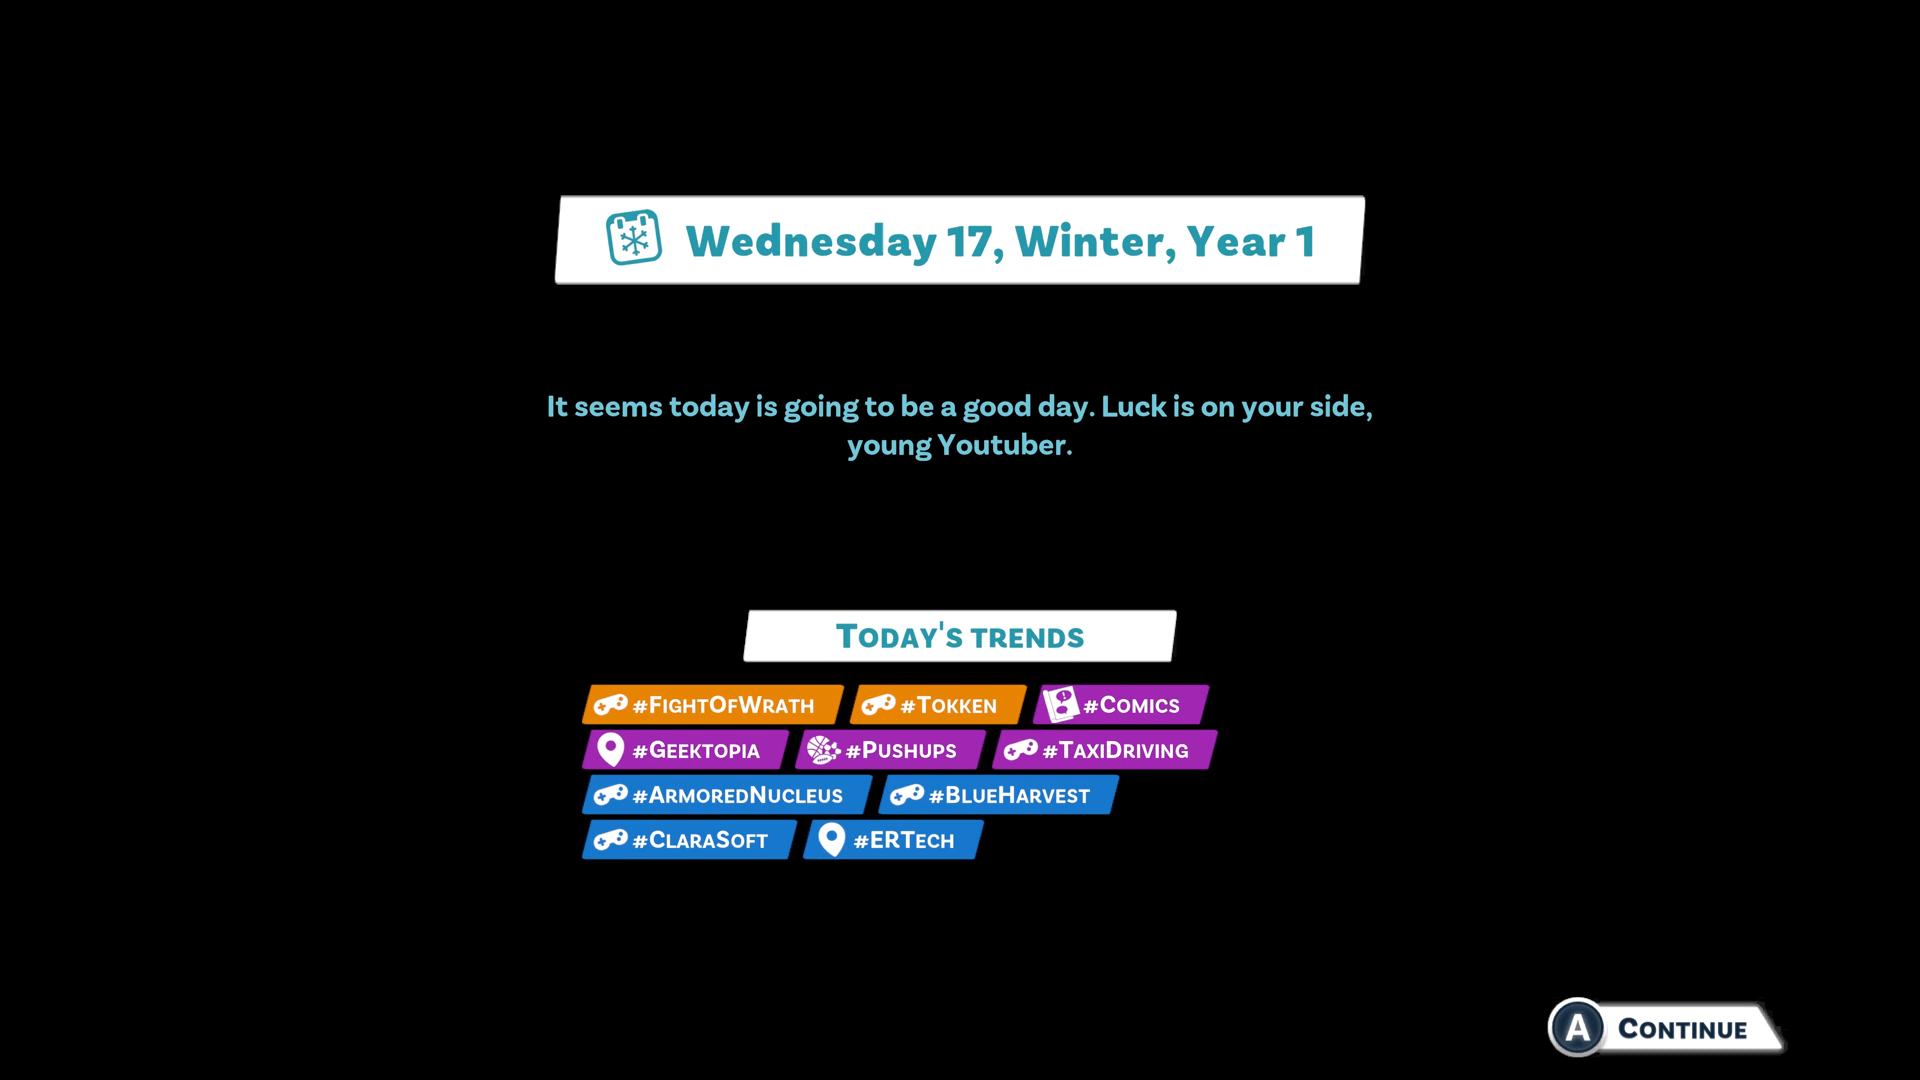 Wednesday 17, Winter, Year 1
It seems today is going to be a good day. Luck is on your side,
young Youtuber.
Today's trends
#FightOfWrath #Tokken #Comics
#Geektopia #Pushups #TaxiDriving
#ArmoredNucleus #BlueHarvest
#ClaraSoft #ERTech
A Continue